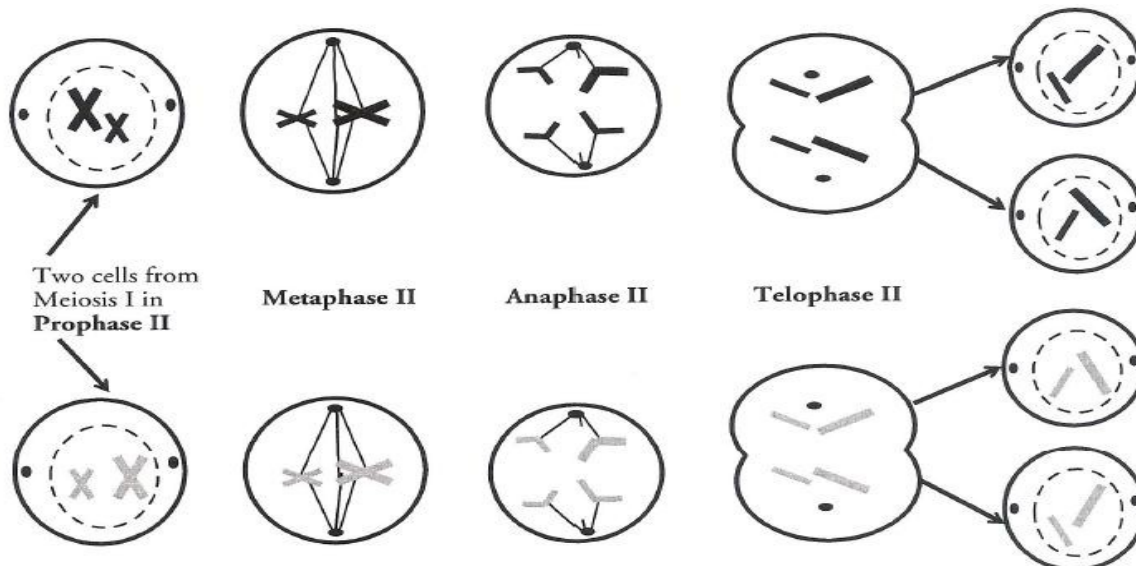 Two cells from
Meiosis I in
Prophase II
Metaphase II
Anaphase II
Telophase II